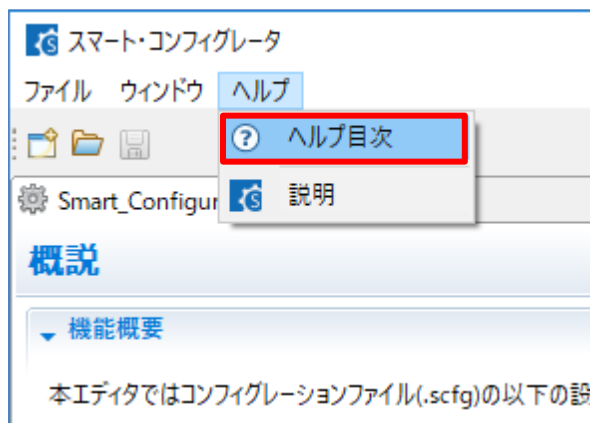 スマート・コンフィグレータ
ファイル ウィンドウ ヘルプ
ヘルプ目次
Smart_Configur
説明
概説
機能概要
本エディタではコンフィグレーションファイル(.scfg)の以下の設